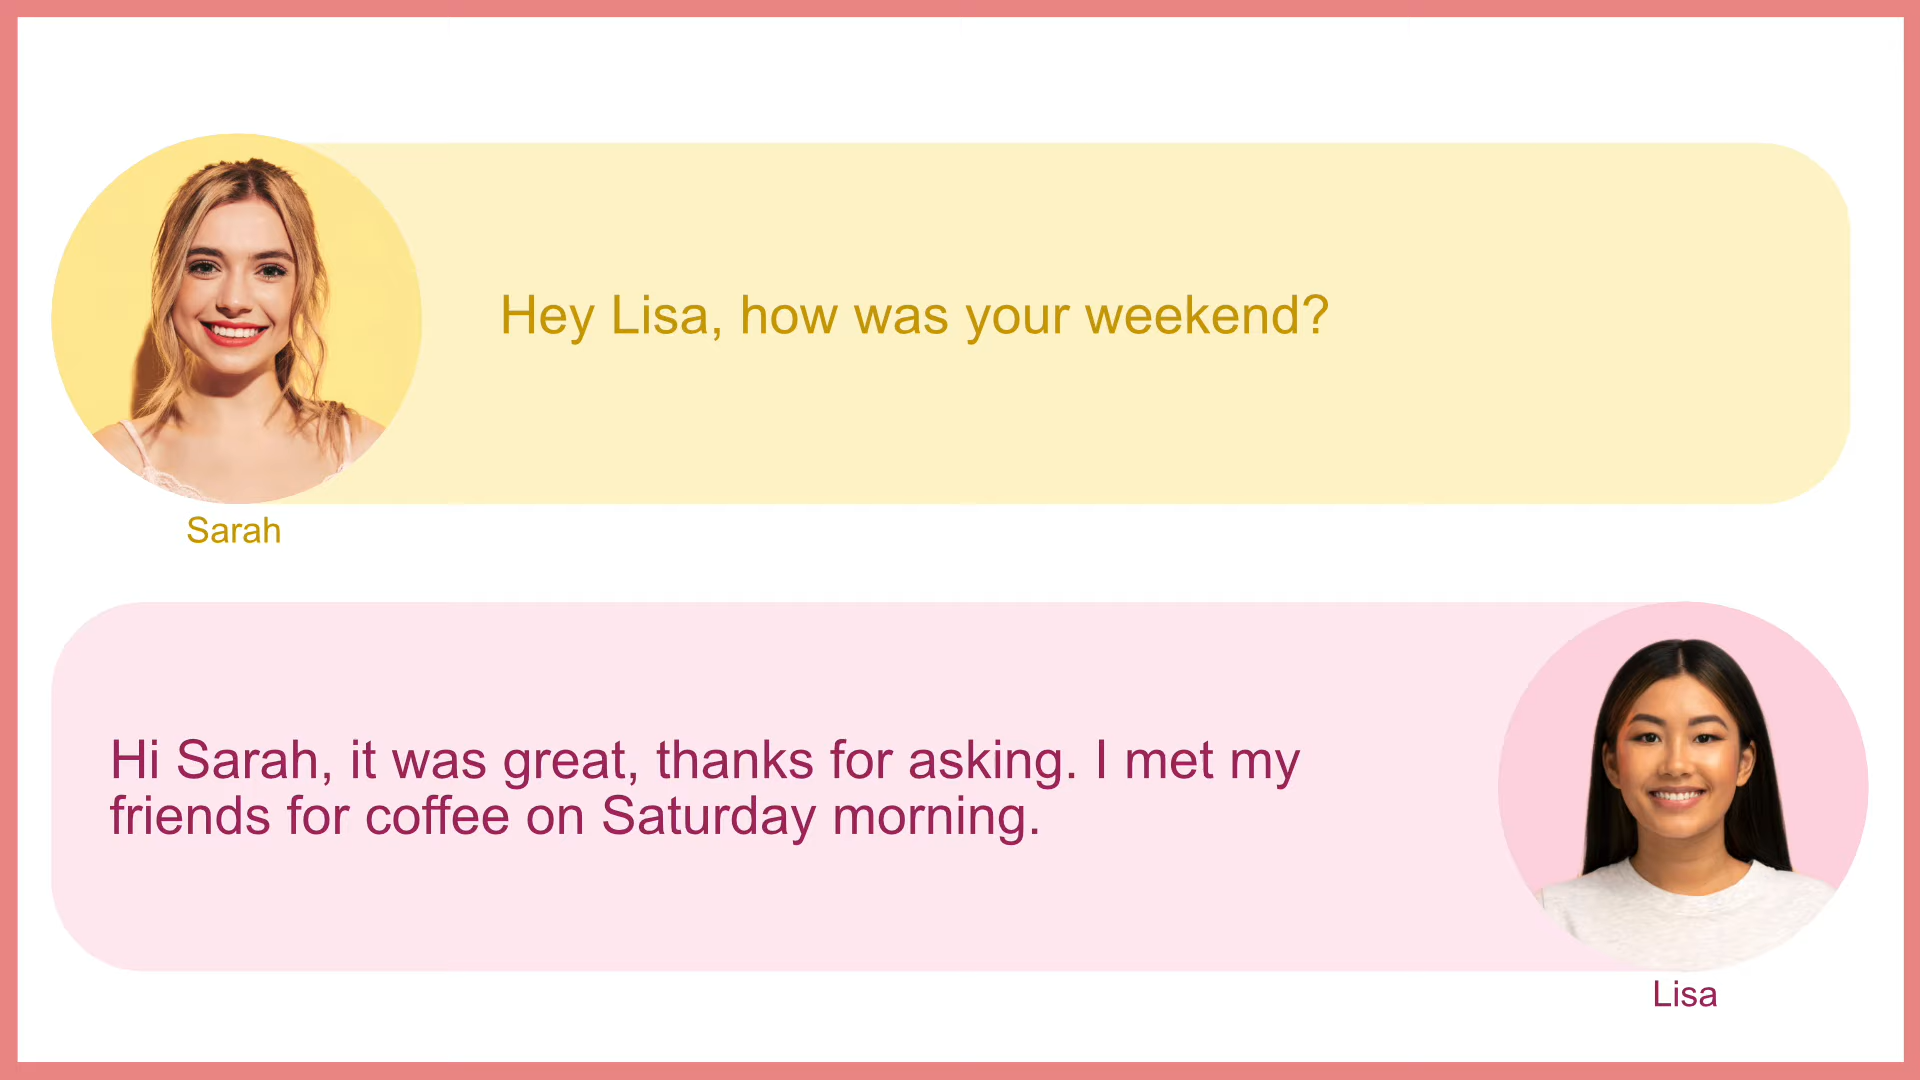 Hey Lisa, how was your weekend?
Sarah
Hi Sarah, it was great, thanks for asking. I met my
friends for coffee on Saturday morning.
Lisa